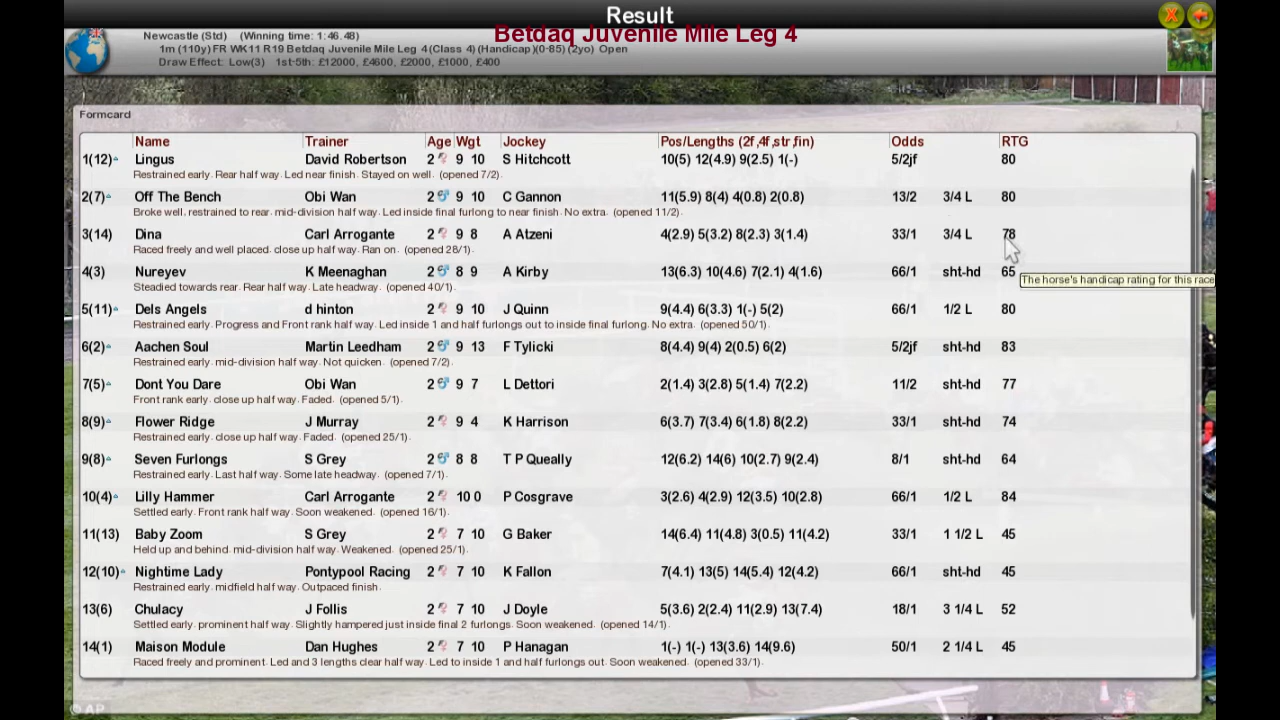 Result
Betdaq Juvenile Mile Leg 4
Newcastle (Std) (Winning time: 1:46.48)
1m (110y) FR WK11 R19 Betdaq Juvenile Mile Leg 4 (Class 4) (Handicap)(0-85) (2yo) Open
Draw Effect: Low(3) 1st-5th: £12000, £4600, £2000, £1000, £400
Formcard
Name Trainer Age Wgt Jockey Pos/Lengths (2f,4f,str,fin) Odds RTG
1(12) Lingus David Robertson 2 9 10 S Hitchcott 10(5) 12(4.9) 9(2.5) 1(-) 5/2jf 80
Restrained early. Rear half way. Led near finish. Stayed on well. (opened 7/2).
2(7) Off The Bench Obi Wan 2 9 10 C Gannon 11(5.9) 8(4) 4(0.8) 2(0.8) 13/2 3/4 L 80
Broke well, restrained to rear. mid-division half way. Led inside final furlong to near finish. No extra. (opened 11/2).
3(14) Dina Carl Arrogante 2 9 8 A Atzeni 4(2.9) 5(3.2) 8(2.3) 3(1.4) 33/1 3/4 L 78
Raced freely and well placed. close up half way. Ran on. (opened 28/1).
4(3) Nureyev K Meenaghan 2 8 9 A Kirby 13(6.3) 10(4.6) 7(2.1) 4(1.6) 66/1 sht-hd 65
Steadied towards rear. Rear half way. Late headway. (opened 40/1).
The horse's handicap rating for this race
5(11) Dels Angels d hinton 2 9 10 J Quinn 9(4.4) 6(3.3) 1(-) 5(2) 66/1 1/2 L 80
Restrained early. Progress and Front rank half way. Led inside 1 and half furlongs out to inside final furlong. No extra. (opened 50/1).
6(2) Aachen Soul Martin Leedham 2 9 13 F Tylicki 8(4.4) 9(4) 2(0.5) 6(2) 5/2jf sht-hd 83
Restrained early. mid-division half way. Not quicken. (opened 7/2).
7(5) Dont You Dare Obi Wan 2 9 7 L Dettori 2(1.4) 3(2.8) 5(1.4) 7(2.2) 11/2 sht-hd 77
Front rank early. close up half way. Faded. (opened 5/1).
8(9) Flower Ridge J Murray 2 9 4 K Harrison 6(3.7) 7(3.4) 6(1.8) 8(2.2) 33/1 sht-hd 74
Restrained early. close up half way. Faded. (opened 25/1).
9(8) Seven Furlongs S Grey 2 8 8 T P Queally 12(6.2) 14(6) 10(2.7) 9(2.4) 8/1 sht-hd 64
Restrained early. Last half way. Some late headway. (opened 7/1).
10(4) Lilly Hammer Carl Arrogante 2 10 0 P Cosgrave 3(2.6) 4(2.9) 12(3.5) 10(2.8) 66/1 1/2 L 84
Settled early. Front rank half way. Soon weakened. (opened 16/1).
11(13) Baby Zoom S Grey 2 7 10 G Baker 14(6.4) 11(4.8) 3(0.5) 11(4.2) 33/1 1 1/2 L 45
Held up and behind. mid-division half way. Weakened. (opened 25/1).
12(10) Nightime Lady Pontypool Racing 2 7 10 K Fallon 7(4.1) 13(5) 14(5.4) 12(4.2) 66/1 sht-hd 45
Restrained early. midfield half way. Outpaced finish.
13(6) Chulacy J Follis 2 7 10 J Doyle 5(3.6) 2(2.4) 11(2.9) 13(7.4) 18/1 3 1/4 L 52
Settled early. prominent half way. Slightly hampered just inside final 2 furlongs. Soon weakened. (opened 14/1).
14(1) Maison Module Dan Hughes 2 7 10 P Hanagan 1(-) 1(-) 13(3.6) 14(9.6) 50/1 2 1/4 L 45
Raced freely and prominent. Led and 3 lengths clear half way. Led to inside 1 and half furlongs out. Soon weakened. (opened 33/1).
© AP